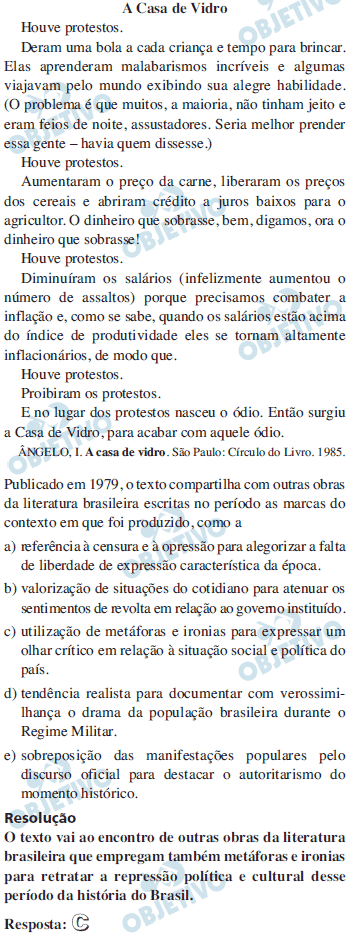 A Casa de Vidro
Houve protestos.
Deram uma bola a cada criança e tempo para brincar.
Elas aprenderam malabarismos incríveis e algumas
viajavam pelo mundo exibindo sua alegre habilidade.
(O problema é que muitos, a maioria, não tinham jeito e
eram feios de noite, assustadores. Seria melhor prender
essa gente – havia quem dissesse.)
Houve protestos.
Aumentaram o preço da carne, liberaram os preços
dos cereais e abriram crédito a juros baixos para o
agricultor. O dinheiro que sobrasse, bem, digamos, ora o
dinheiro que sobrasse!
Houve protestos.
Diminuíram os salários (infelizmente aumentou o
número de assaltos) porque precisamos combater a
inflação e, como se sabe, quando os salários estão acima
do índice de produtividade eles se tornam altamente
inflacionários, de modo que.
Houve protestos.
Proibiram os protestos.
E no lugar dos protestos nasceu o ódio. Então surgiu
a Casa de Vidro, para acabar com aquele ódio.
ÂNGELO, I. A casa de vidro. São Paulo: Círculo do Livro. 1985.
Publicado em 1979, o texto compartilha com outras obras
da literatura brasileira escritas no período as marcas do
contexto em que foi produzido, como a
a) referência à censura e à opressão para alegorizar a falta
de liberdade de expressão característica da época.
b) valorização de situações do cotidiano para atenuar os
sentimentos de revolta em relação ao governo instituído.
c) utilização de metáforas e ironias para expressar um
olhar crítico em relação à situação social e política do
país.
d) tendência realista para documentar com verossimi-
lhança o drama da população brasileira durante o
Regime Militar.
e) sobreposição das manifestações populares pelo
discurso oficial para destacar o autoritarismo do
momento histórico.
Resolução
O texto vai ao encontro de outras obras da literatura
brasileira que empregam também metáforas e ironias
para retratar a repressão política e cultural desse
período da história do Brasil.
Resposta: C
OBJETIVO
OBJETIVO
OBJETIVO
OBJETIVO
OBJETIVO
OBJETIVO
OBJETIVO
OBJETIVO
OBJETIVO